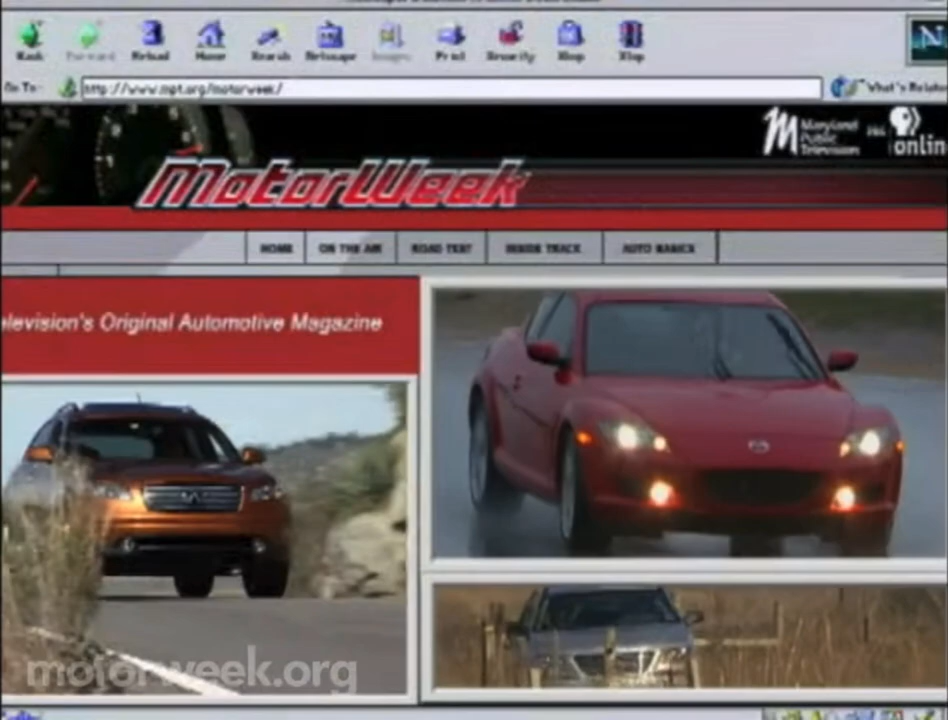 Back Forward Reload Home Search Netscape Images Print Security Shop Stop
Go To: http://www.mpt.org/motorweek/ What's Relate
Maryland
Public
Television
PBS
online
MotorWeek
HOME ON THE AIR ROAD TEST INSIDE TRACK AUTO BASICS
elevision's Original Automotive Magazine
motorweek.org